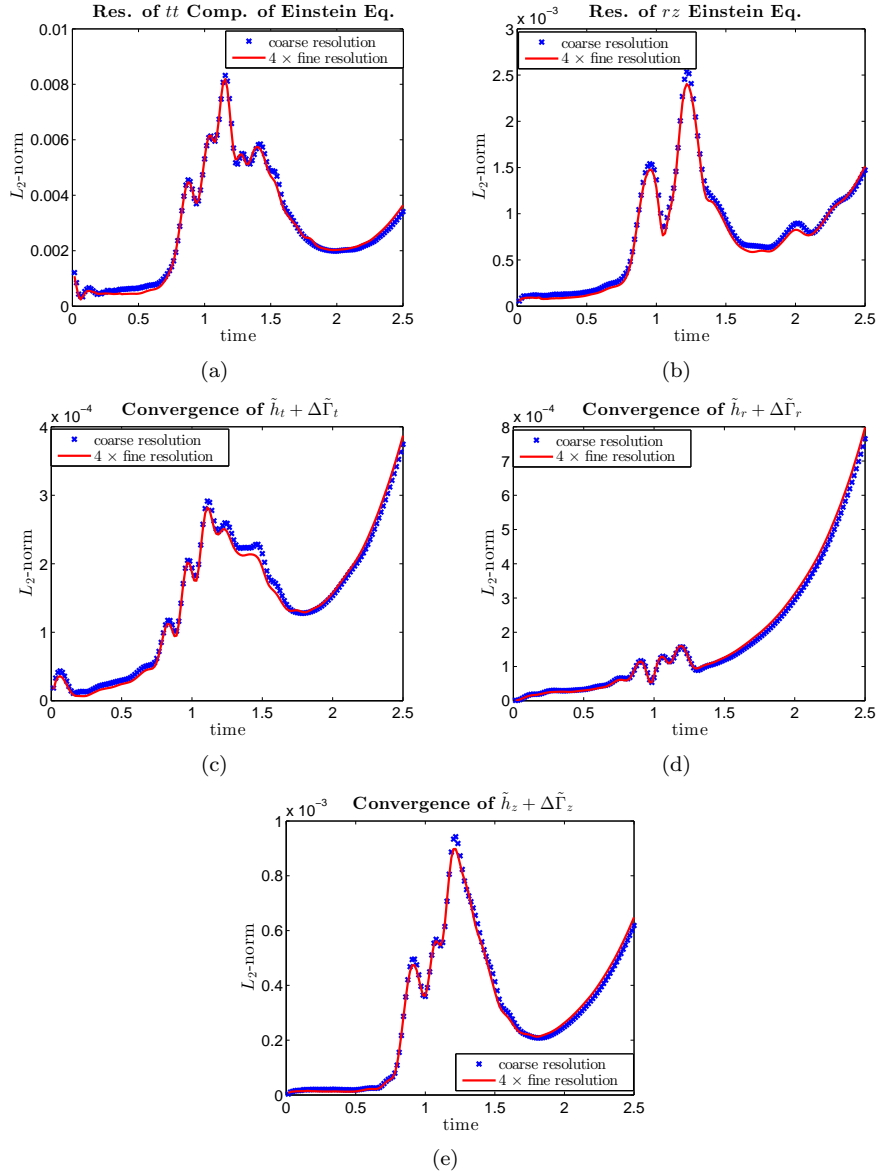 Res. of tt Comp. of Einstein Eq.
0.01
0.008
0.006
0.004
0.002
0
L₂-norm
coarse resolution
4 × fine resolution
0 0.5 1 1.5 2 2.5
time
(a)
Res. of rz Einstein Eq.
x 10⁻³
3
2.5
2
1.5
1
0.5
0
L₂-norm
coarse resolution
4 × fine resolution
0 0.5 1 1.5 2 2.5
time
(b)
Convergence of h̃ₜ + ΔΓ̃ₜ
x 10⁻⁴
4
3
2
1
0
L₂-norm
coarse resolution
4 × fine resolution
0 0.5 1 1.5 2 2.5
time
(c)
Convergence of h̃ᵣ + ΔΓ̃ᵣ
x 10⁻⁴
8
7
6
5
4
3
2
1
0
L₂-norm
coarse resolution
4 × fine resolution
0 0.5 1 1.5 2 2.5
time
(d)
Convergence of h̃_z + ΔΓ̃_z
x 10⁻³
1
0.8
0.6
0.4
0.2
0
L₂-norm
coarse resolution
4 × fine resolution
0 0.5 1 1.5 2 2.5
time
(e)